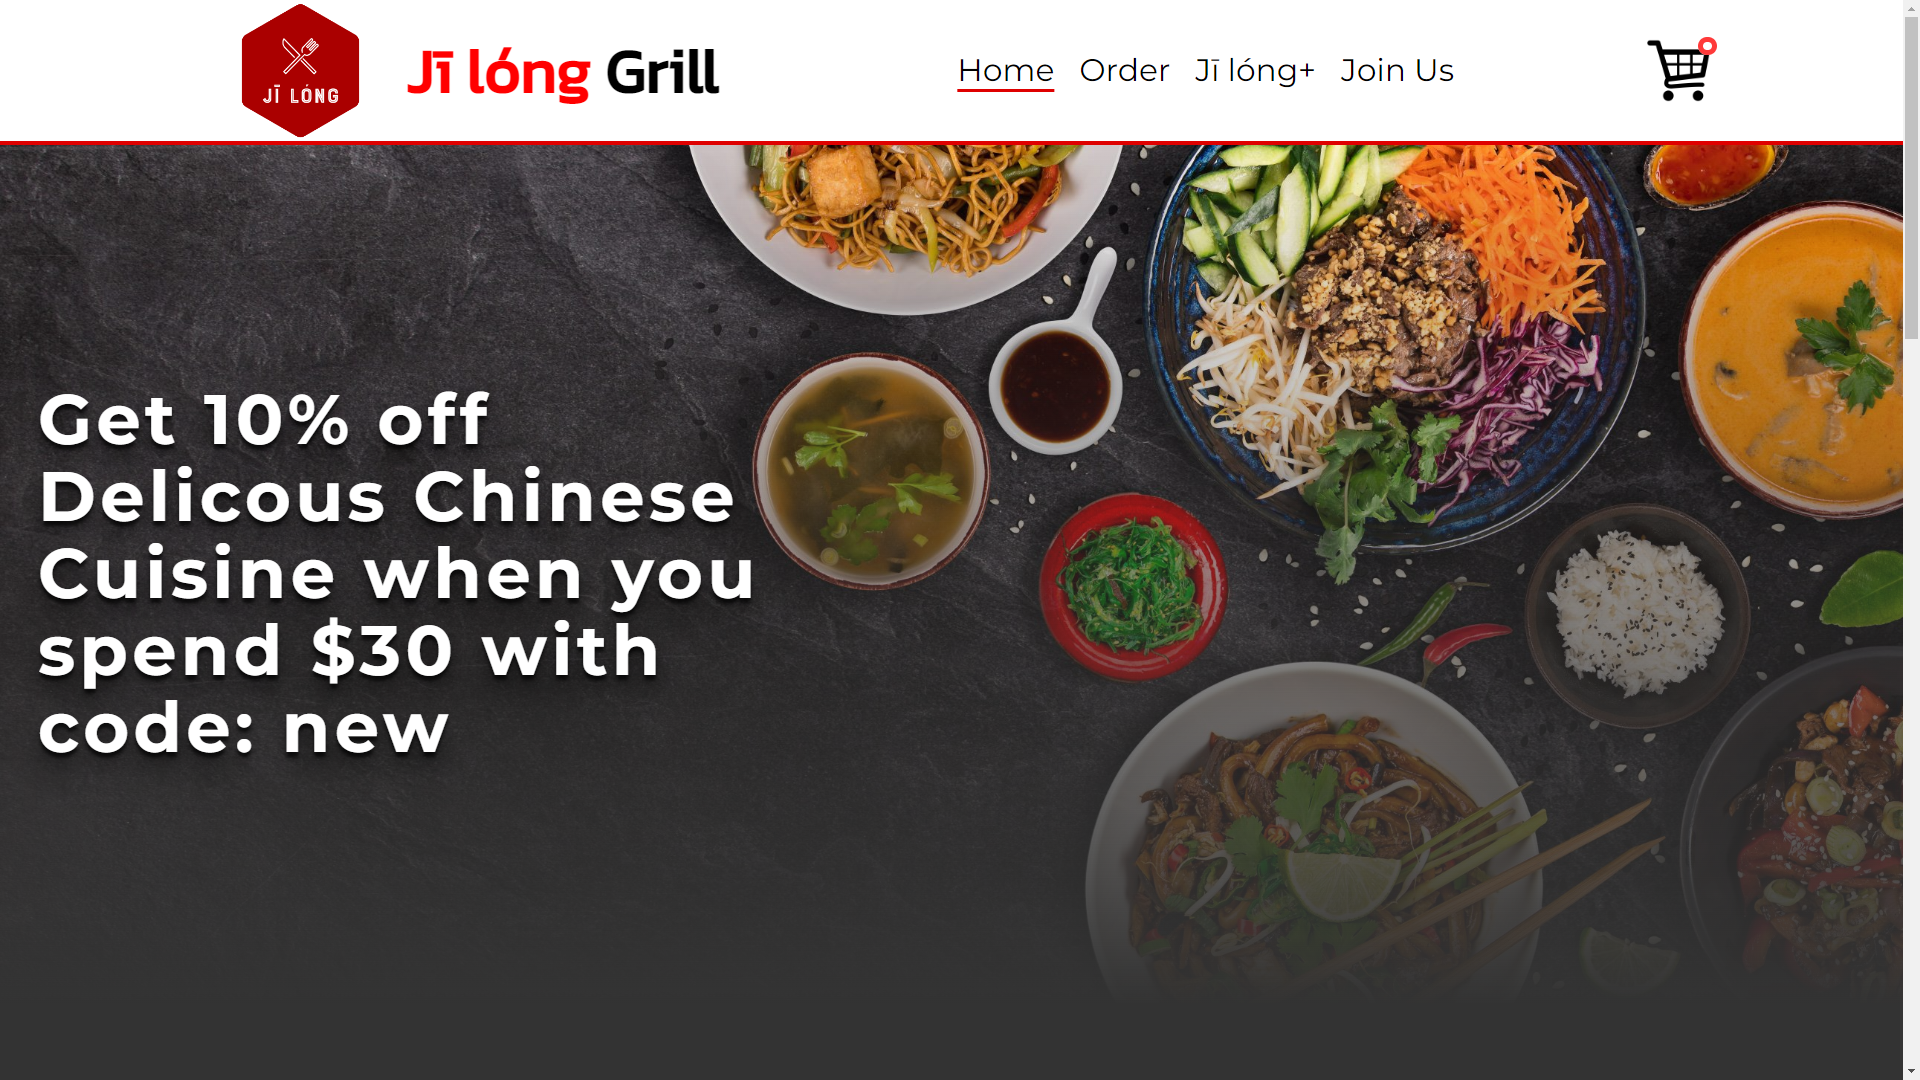 JĪ LÓNG
Jī lóng Grill
Home Order Jī lóng+ Join Us
Get 10% off
Delicous Chinese
Cuisine when you
spend $30 with
code: new